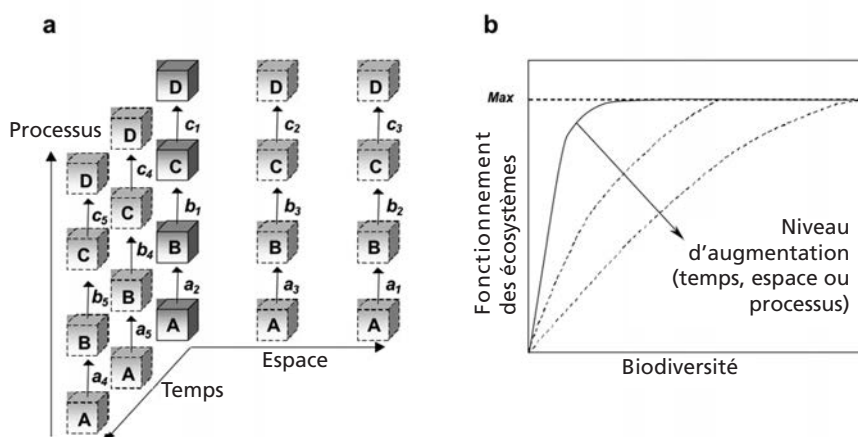 a
b
Processus
D D D
D
D
c1 c2 c3
c4
c5
C C C
C
C
b1 b3 b2
b4
b5
B B B
B
B
a2 a3 a1
a5
a4
A A A
A
A
Espace
Temps
Max
Fonctionnement
des écosystèmes
Niveau
d'augmentation
(temps, espace ou
processus)
Biodiversité